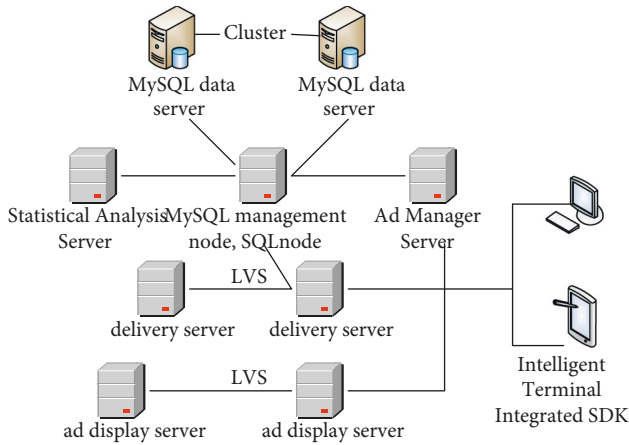 Cluster
MySQL data
server
MySQL data
server
Statistical Analysis
Server
MySQL management
node, SQLnode
Ad Manager
Server
LVS
delivery server
delivery server
LVS
ad display server
ad display server
Intelligent
Terminal
Integrated SDK